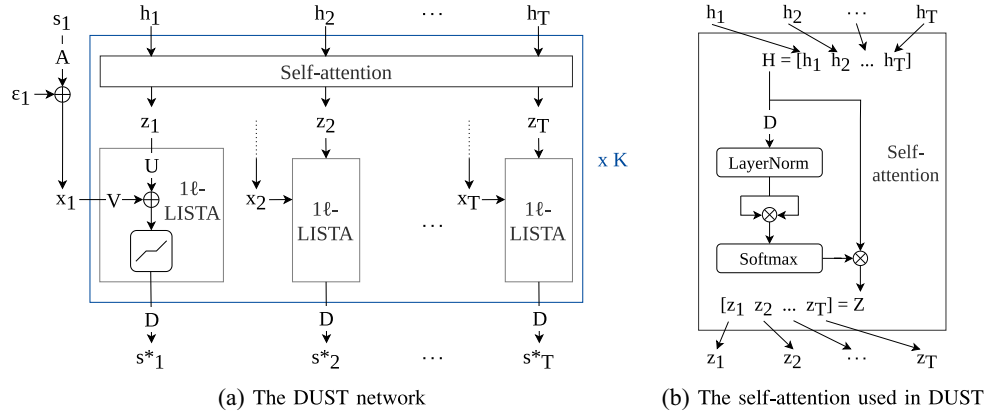 s1 h1 h2 ... hT
A
Self-attention
ε1
z1 z2 zT
x K
U
x1 V 1ℓ- x2 1ℓ- ... xT 1ℓ-
LISTA LISTA LISTA
D D D
s*1 s*2 ... s*T
(a) The DUST network
h1 h2 ... hT
H = [h1 h2 ... hT]
D
LayerNorm
Self-
attention
Softmax
[z1 z2 ... zT] = Z
z1 z2 ... zT
(b) The self-attention used in DUST